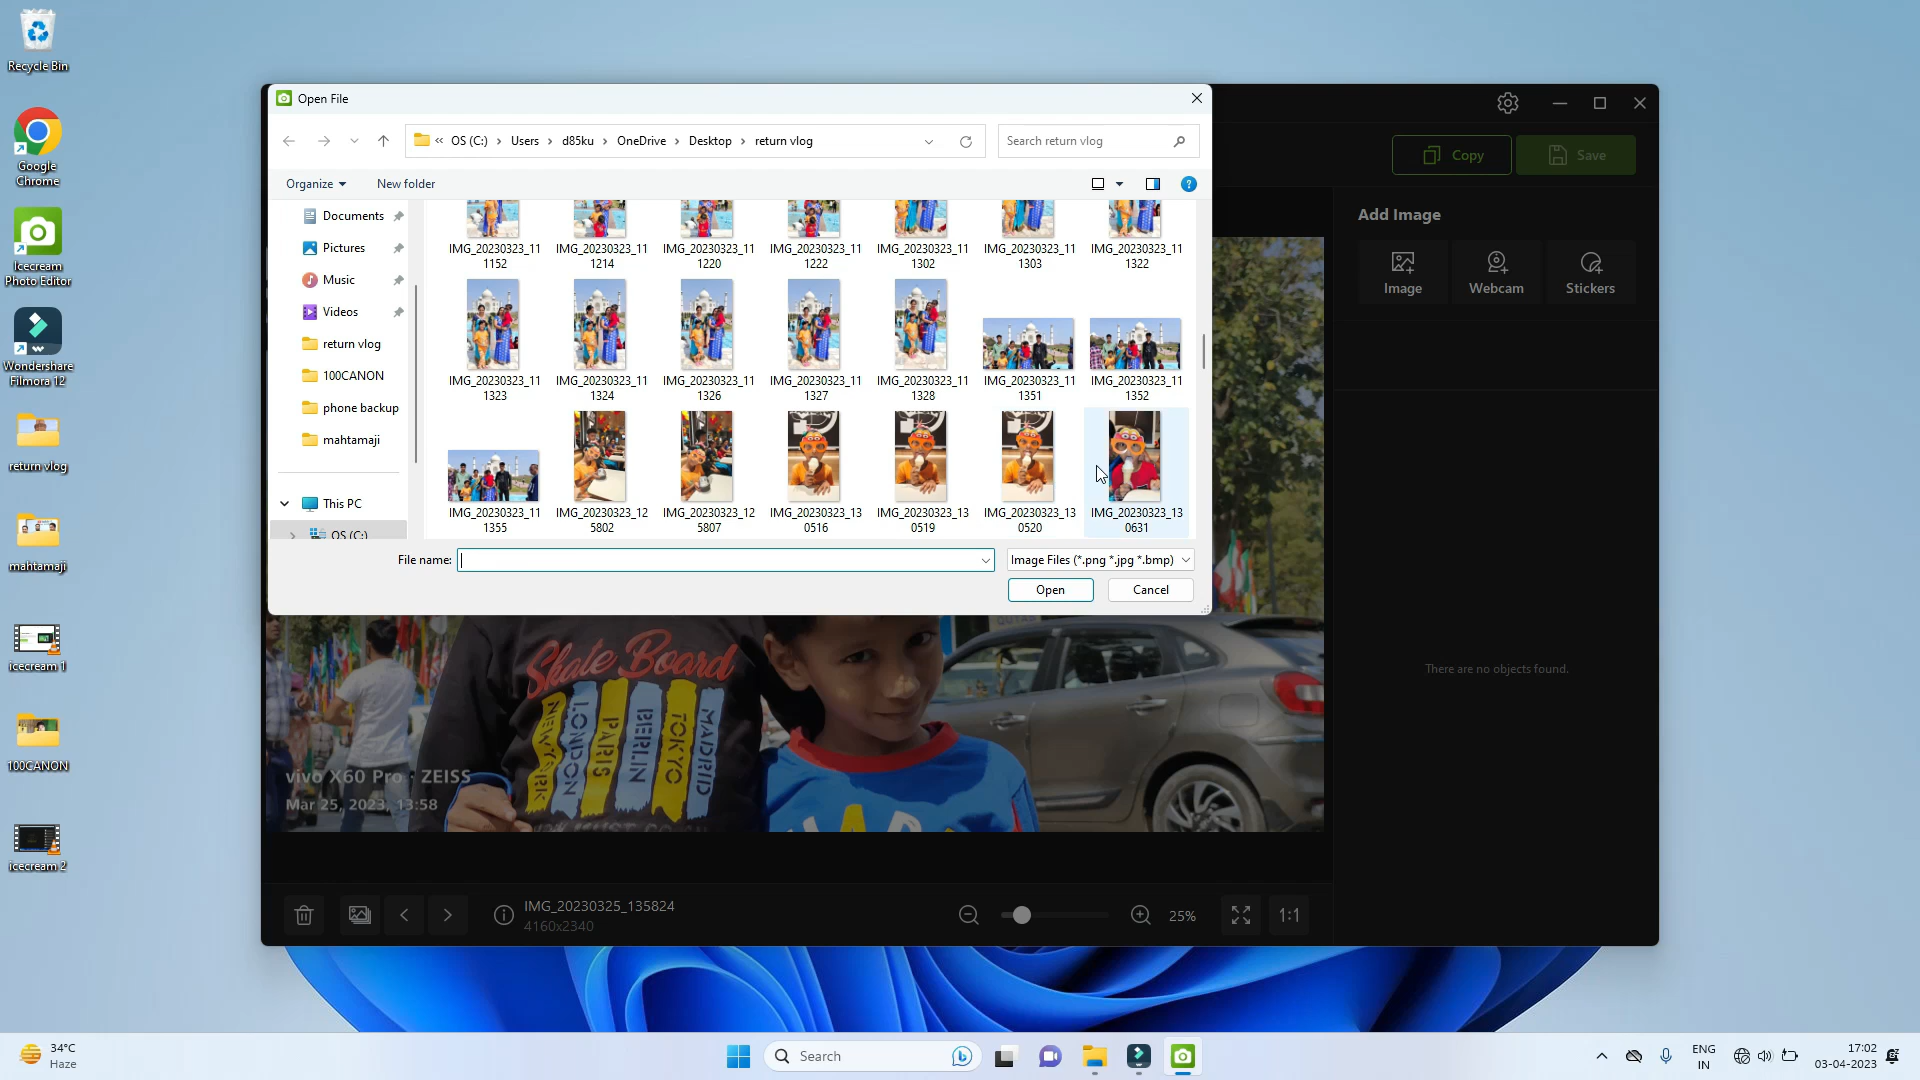 Recycle Bin
Google
Chrome
Icecream
Photo Editor
Wondershare
Filmora 12
return vlog
mahtamaji
icecream 1
100CANON
icecream 2
Open File
OS (C:) > Users > d85ku > OneDrive > Desktop > return vlog
Search return vlog
Organize
New folder
Documents
Pictures
Music
Videos
return vlog
100CANON
phone backup
mahtamaji
This PC
OS (C:)
IMG_20230323_11
1152
IMG_20230323_11
1214
IMG_20230323_11
1220
IMG_20230323_11
1222
IMG_20230323_11
1302
IMG_20230323_11
1303
IMG_20230323_11
1322
IMG_20230323_11
1323
IMG_20230323_11
1324
IMG_20230323_11
1326
IMG_20230323_11
1327
IMG_20230323_11
1328
IMG_20230323_11
1351
IMG_20230323_11
1352
IMG_20230323_11
1355
IMG_20230323_12
5802
IMG_20230323_12
5807
IMG_20230323_13
0516
IMG_20230323_13
0519
IMG_20230323_13
0520
IMG_20230323_13
0631
File name:
Image Files (*.png *.jpg *.bmp)
Open
Cancel
Copy
Save
Add Image
Image
Webcam
Stickers
There are no objects found.
Skate Board
NEWYORK
LONDON
PARIS
BERLIN
TOKYO
MADRID
vivo X60 Pro · ZEISS
Mar 25, 2023, 13:58
IMG_20230325_135824
4160x2340
25%
1:1
34°C
Haze
Search
ENG
IN
17:02
03-04-2023